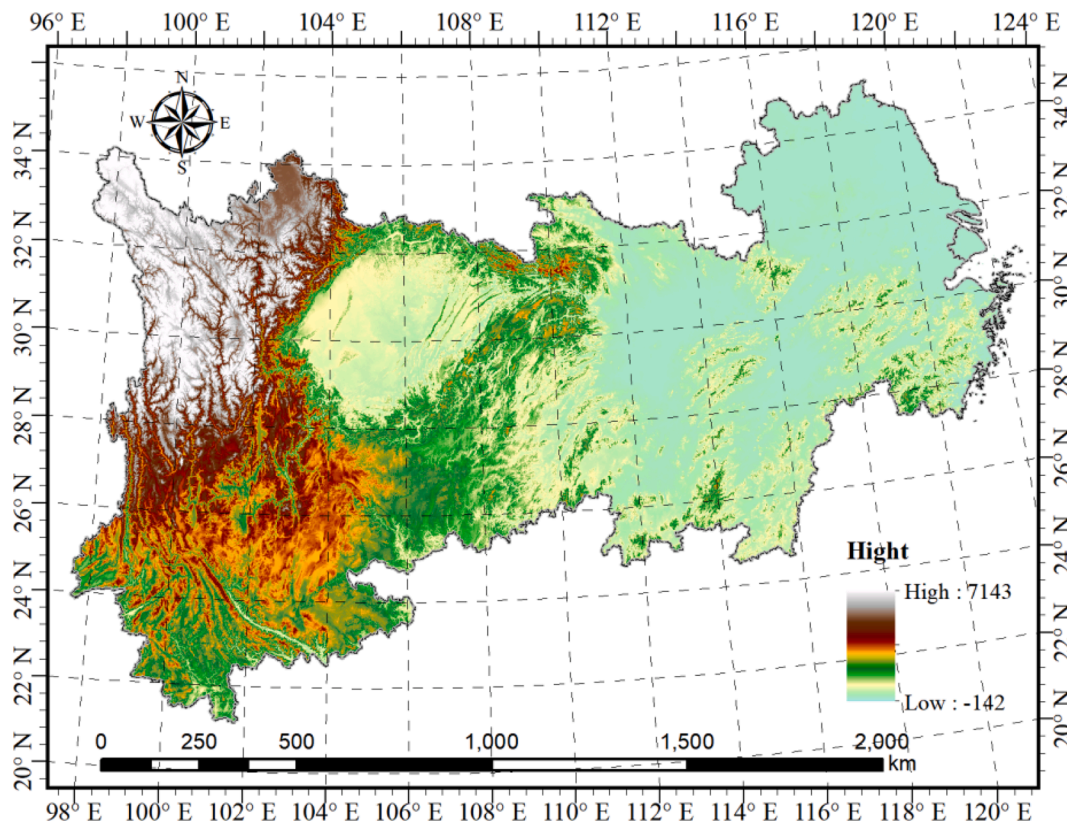 96° E 100° E 102° E 104° E 108° E 112° E 116° E 120° E 124° E
N
W E
S
34° N
32° N
30° N
28° N
26° N
24° N
22° N
20° N
34° N
32° N
30° N
28° N
26° N
24° N
22° N
20° N
Hight
High : 7143
Low : -142
0 250 500 1,000 1,500 2,000
km
98° E 100° E 102° E 104° E 106° E 108° E 110° E 112° E 114° E 116° E 118° E 120° E